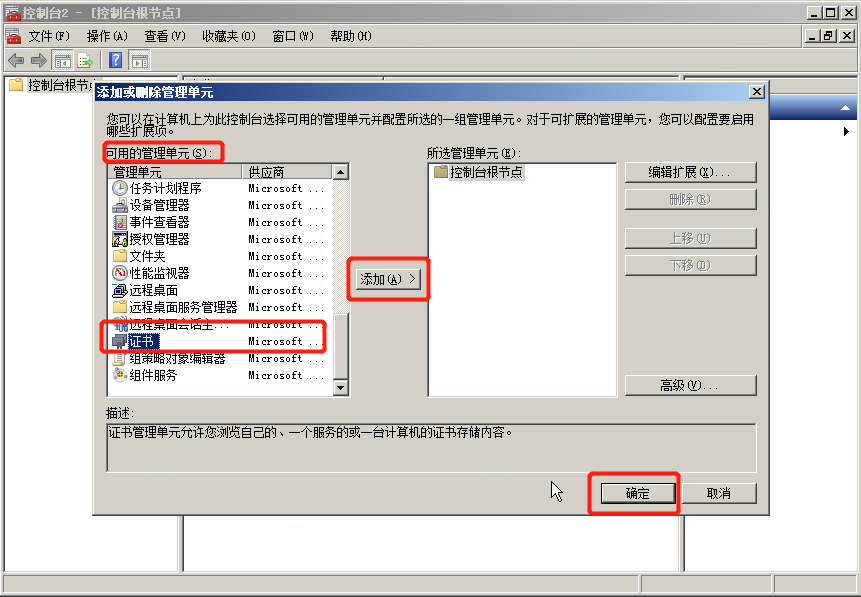 控制台2 - [控制台根节点]
文件(F) 操作(A) 查看(V) 收藏夹(O) 窗口(W) 帮助(H)
控制台根节点
添加或删除管理单元
您可以在计算机上为此控制台选择可用的管理单元并配置所选的一组管理单元。对于可扩展的管理单元，您可以配置要启用
哪些扩展项。
可用的管理单元(S):
管理单元 供应商
任务计划程序 Microsoft ...
设备管理器 Microsoft ...
事件查看器 Microsoft ...
授权管理器 Microsoft ...
文件夹 Microsoft ...
性能监视器 Microsoft ...
远程桌面 Microsoft ...
远程桌面服务管理器 Microsoft ...
远程桌面会话主... Microsoft ...
证书 Microsoft ...
组策略对象编辑器 Microsoft ...
组件服务 Microsoft ...
添加(A) >
所选管理单元(E):
控制台根节点
编辑扩展(X)...
删除(R)
上移(U)
下移(D)
高级(V)...
描述:
证书管理单元允许您浏览自己的、一个服务的或一台计算机的证书存储内容。
确定 取消